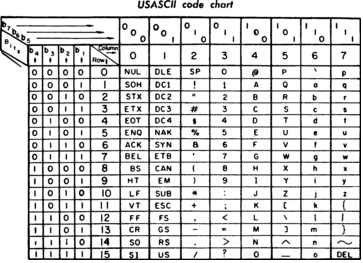 USASCII code chart
b7 b6 b5 0 0 0 0 0 1 0 1 0 0 1 1 1 0 0 1 0 1 1 1 0 1 1 1
Bits b4 b3 b2 b1 Column 0 1 2 3 4 5 6 7
Row
0 0 0 0 0 NUL DLE SP 0 @ P ` p
0 0 0 1 1 SOH DC1 ! 1 A Q a q
0 0 1 0 2 STX DC2 " 2 B R b r
0 0 1 1 3 ETX DC3 # 3 C S c s
0 1 0 0 4 EOT DC4 $ 4 D T d t
0 1 0 1 5 ENQ NAK % 5 E U e u
0 1 1 0 6 ACK SYN & 6 F V f v
0 1 1 1 7 BEL ETB ' 7 G W g w
1 0 0 0 8 BS CAN ( 8 H X h x
1 0 0 1 9 HT EM ) 9 I Y i y
1 0 1 0 10 LF SUB * : J Z j z
1 0 1 1 11 VT ESC + ; K [ k {
1 1 0 0 12 FF FS , < L \ l |
1 1 0 1 13 CR GS - = M ] m }
1 1 1 0 14 SO RS . > N ^ n ~
1 1 1 1 15 SI US / ? O _ o DEL